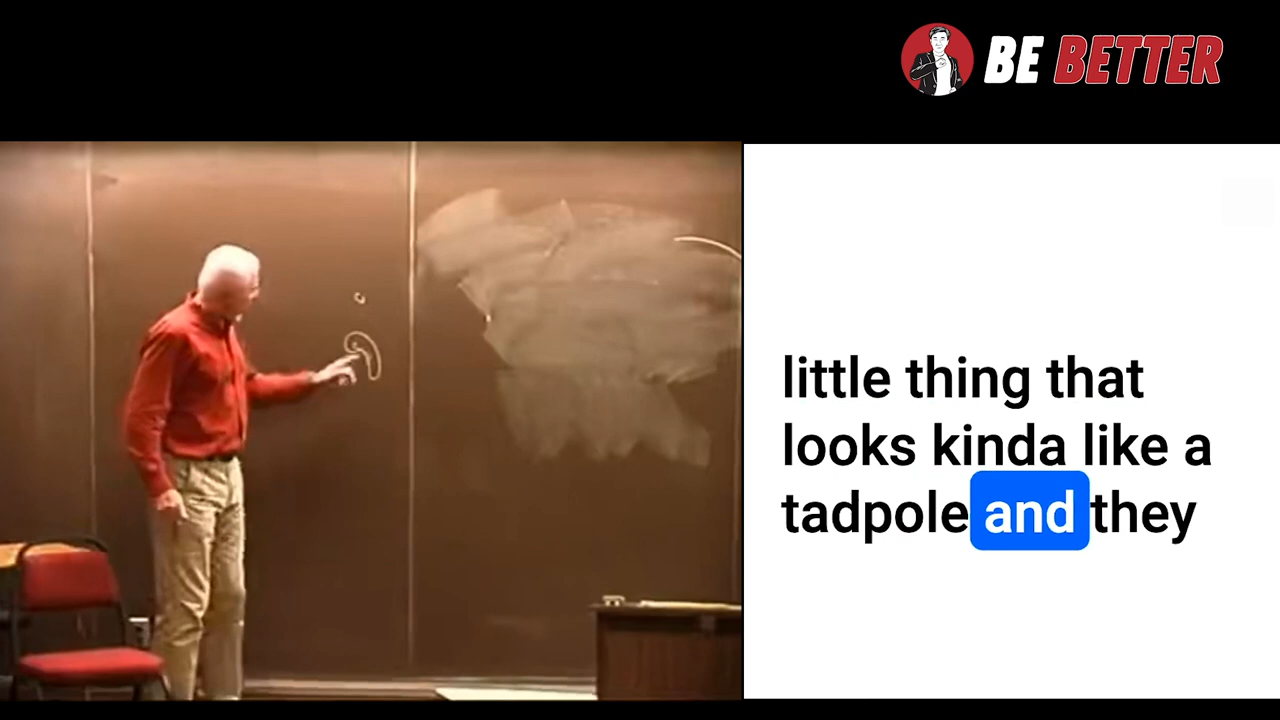 BE BETTER
little thing that
looks kinda like a
tadpole and they